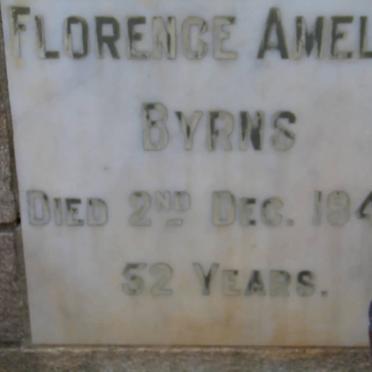 FLORENCE AMEL
BYRNS
DIED 2ND DEC. 194
52 YEARS.